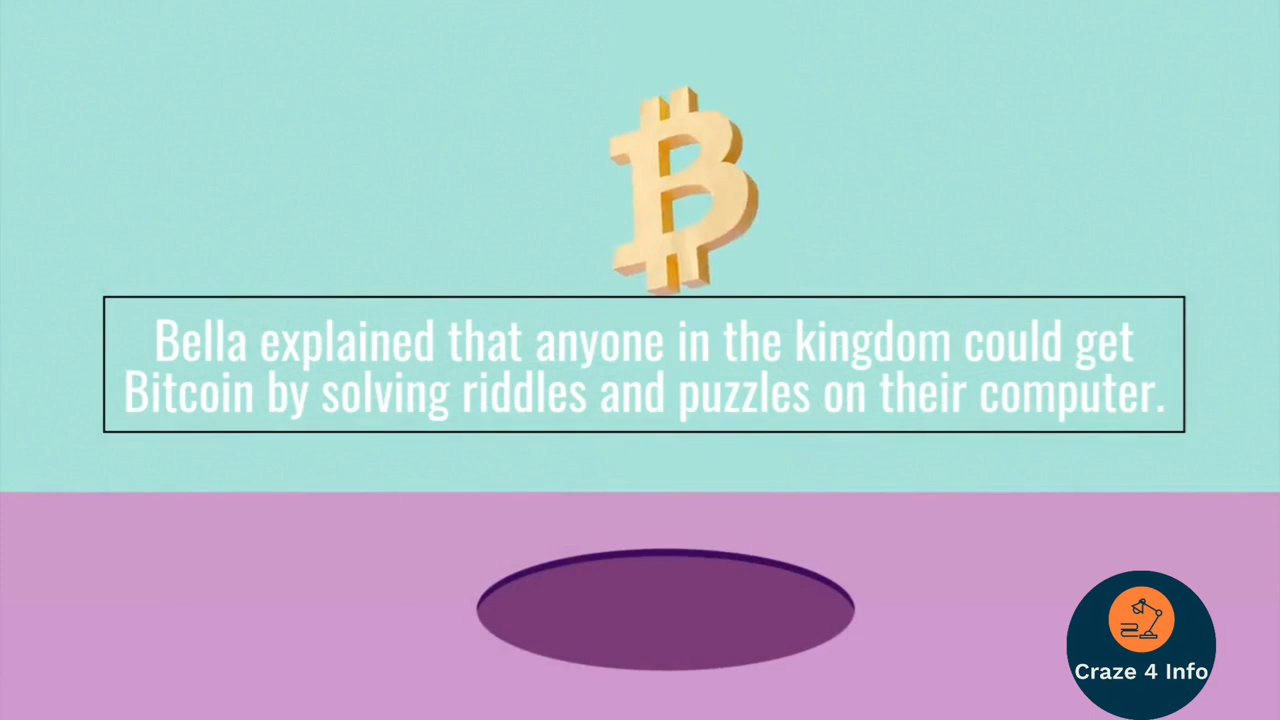 Bella explained that anyone in the kingdom could get
Bitcoin by solving riddles and puzzles on their computer.
Craze 4 Info